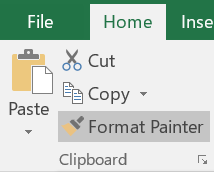 File Home Inse
Cut
Copy
Paste
Format Painter
Clipboard